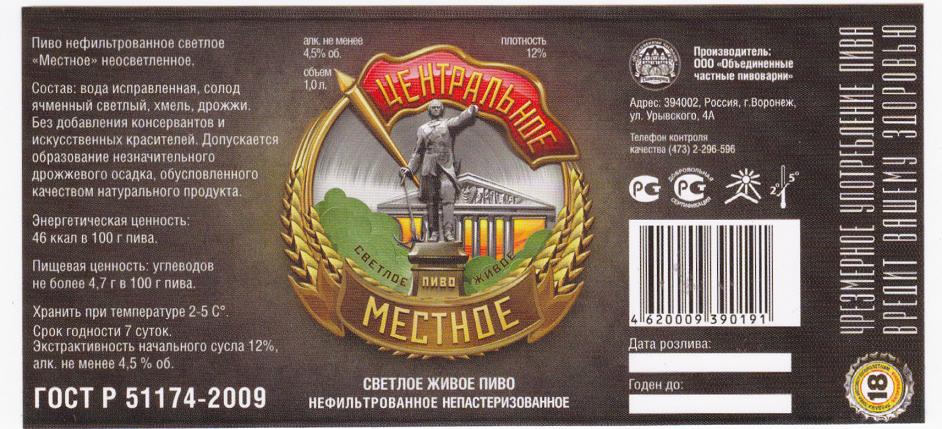 Пиво нефильтрованное светлое
«Местное» неосветленное.
Состав: вода исправленная, солод
ячменный светлый, хмель, дрожжи.
Без добавления консервантов и
искусственных красителей. Допускается
образование незначительного
дрожжевого осадка, обусловленного
качеством натурального продукта.
Энергетическая ценность:
46 ккал в 100 г пива.
Пищевая ценность: углеводов
не более 4,7 г в 100 г пива.
Хранить при температуре 2-5 С°.
Срок годности 7 суток.
Экстрактивность начального сусла 12%,
алк. не менее 4,5 % об.
ГОСТ Р 51174-2009
алк. не менее
4,5% об.
объем
1,0 л.
плотность
12%
ЦЕНТРАЛЬНОЕ
СВЕТЛОЕ
ПИВО
ЖИВОЕ
МЕСТНОЕ
СВЕТЛОЕ ЖИВОЕ ПИВО
НЕФИЛЬТРОВАННОЕ НЕПАСТЕРИЗОВАННОЕ
Производитель:
ООО «Объединенные
частные пивоварни»
Адрес: 394002, Россия, г.Воронеж,
ул. Урывского, 4А
Телефон контроля
качества (473) 2-296-596
РСТ
ДОБРОВОЛЬНАЯ
РСТ
СЕРТИФИКАЦИЯ
2° 5°
4 620009 390191
Дата розлива:
Годен до:
ЧРЕЗМЕРНОЕ УПОТРЕБЛЕНИЕ ПИВА
ВРЕДИТ ВАШЕМУ ЗДОРОВЬЮ
18